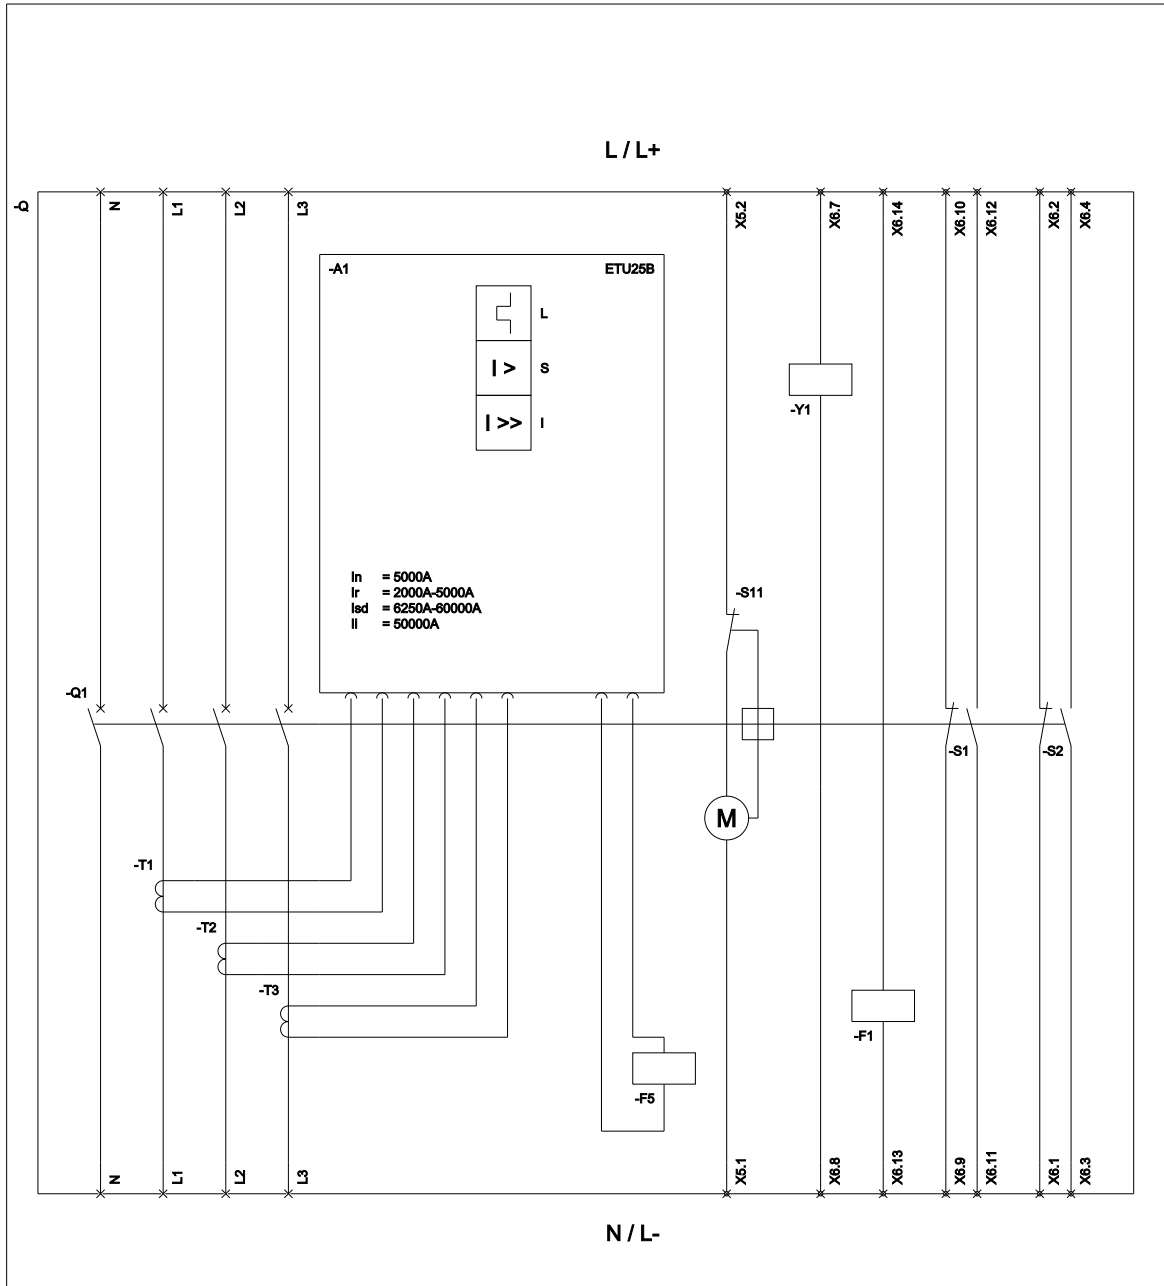 L / L+
-Q
N
L1
L2
L3
X5.2
X6.7
X6.14
X6.10
X6.12
X6.2
X6.4
-A1
ETU25B
L
I >
S
I >>
I
-Y1
In = 5000A
Ir = 2000A-5000A
Isd = 6250A-60000A
Ii = 50000A
-S11
-Q1
-S1
-S2
M
-T1
-T2
-T3
-F1
-F5
N
L1
L2
L3
X5.1
X6.8
X6.13
X6.9
X6.11
X6.1
X6.3
N / L-